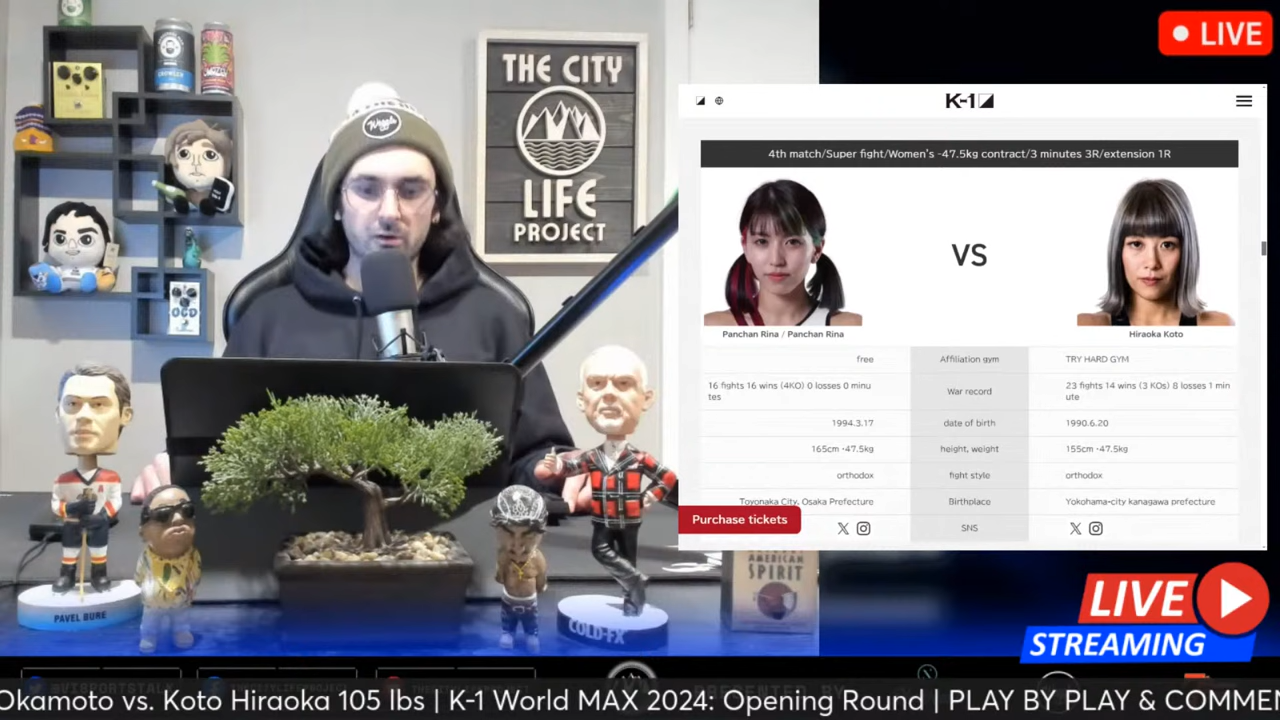 LIVE
THE CITY
LIFE
PROJECT
Weggle
OCD
K-1
4th match/Super fight/Women's -47.5kg contract/3 minutes 3R/extension 1R
VS
Panchan Rina / Panchan Rina
Hiraoka Koto
free
Affiliation gym
TRY HARD GYM
16 fights 16 wins (4KO) 0 losses 0 minu
tes
War record
23 fights 14 wins (3 KOs) 8 losses 1 min
ute
1994.3.17
date of birth
1990.6.20
165cm -47.5kg
height, weight
155cm -47.5kg
orthodox
fight style
orthodox
Toyonaka City, Osaka Prefecture
Birthplace
Yokohama-city kanagawa prefecture
Purchase tickets
SNS
AMERICAN
SPIRIT
PAVEL BURE
COLD-FX
LIVE
STREAMING
Okamoto vs. Koto Hiraoka 105 lbs | K-1 World MAX 2024: Opening Round | PLAY BY PLAY & COMMEN